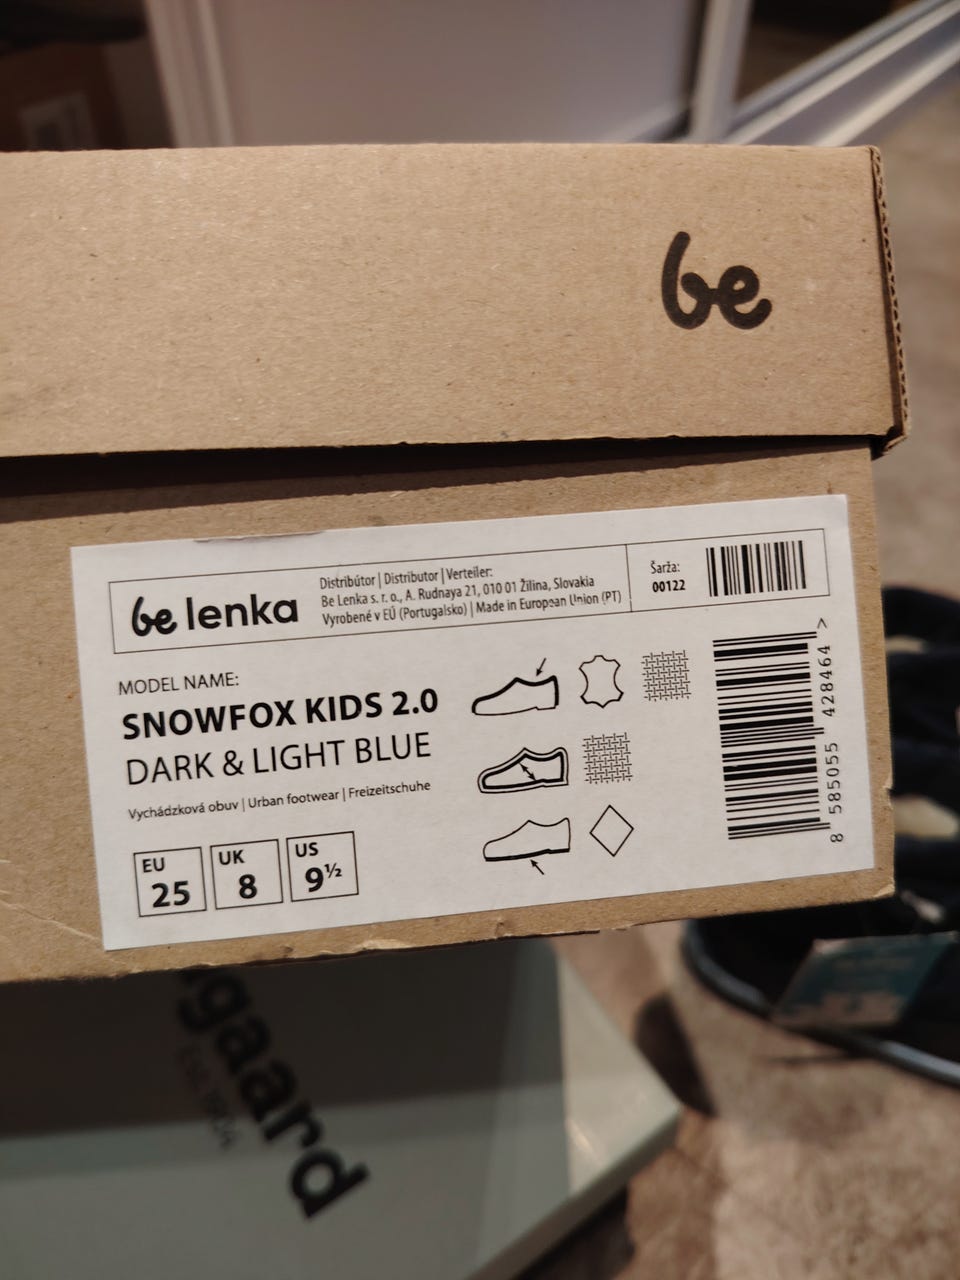 be
be lenka
Distribútor | Distributor | Verteiler:
Be Lenka s. r. o., A. Rudnaya 21, 010 01 Žilina, Slovakia
Vyrobené v EÚ (Portugalsko) | Made in European Union (PT)
Šarža:
00122
MODEL NAME:
SNOWFOX KIDS 2.0
DARK & LIGHT BLUE
Vychádzková obuv | Urban footwear | Freizeitschuhe
EU
25
UK
8
US
9½
8 585055 428464 >
gaard